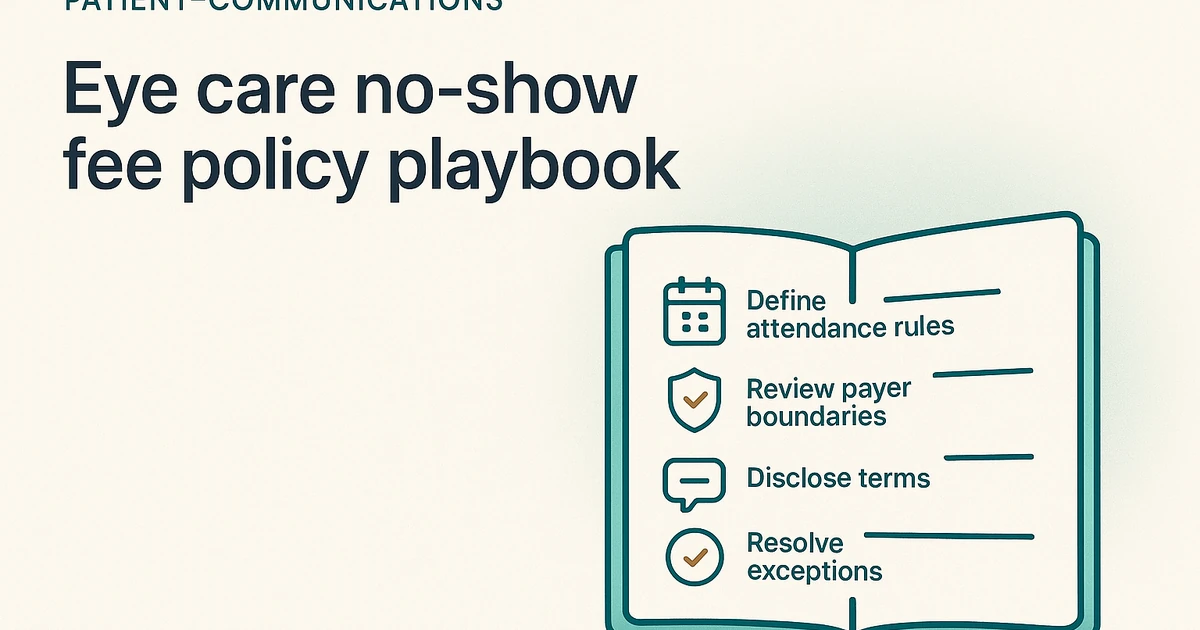 PATIENT–COMMUNICATIONS
Eye care no-show
fee policy playbook
Define
attendance rules
Review payer
boundaries
Disclose terms
Resolve
exceptions